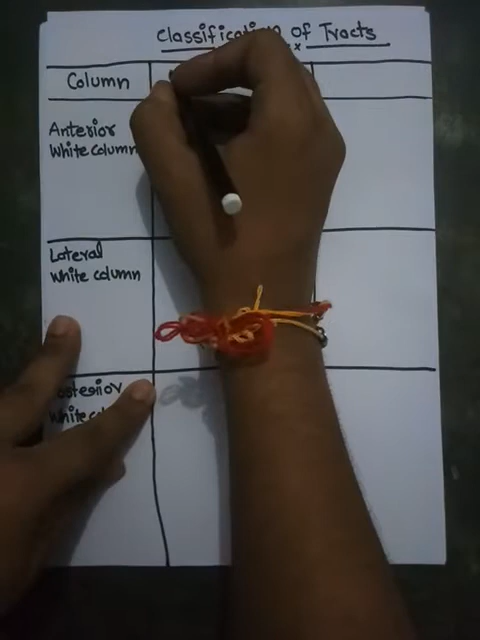 Classification of Tracts
Column
Anterior
White column
Lateral
White column